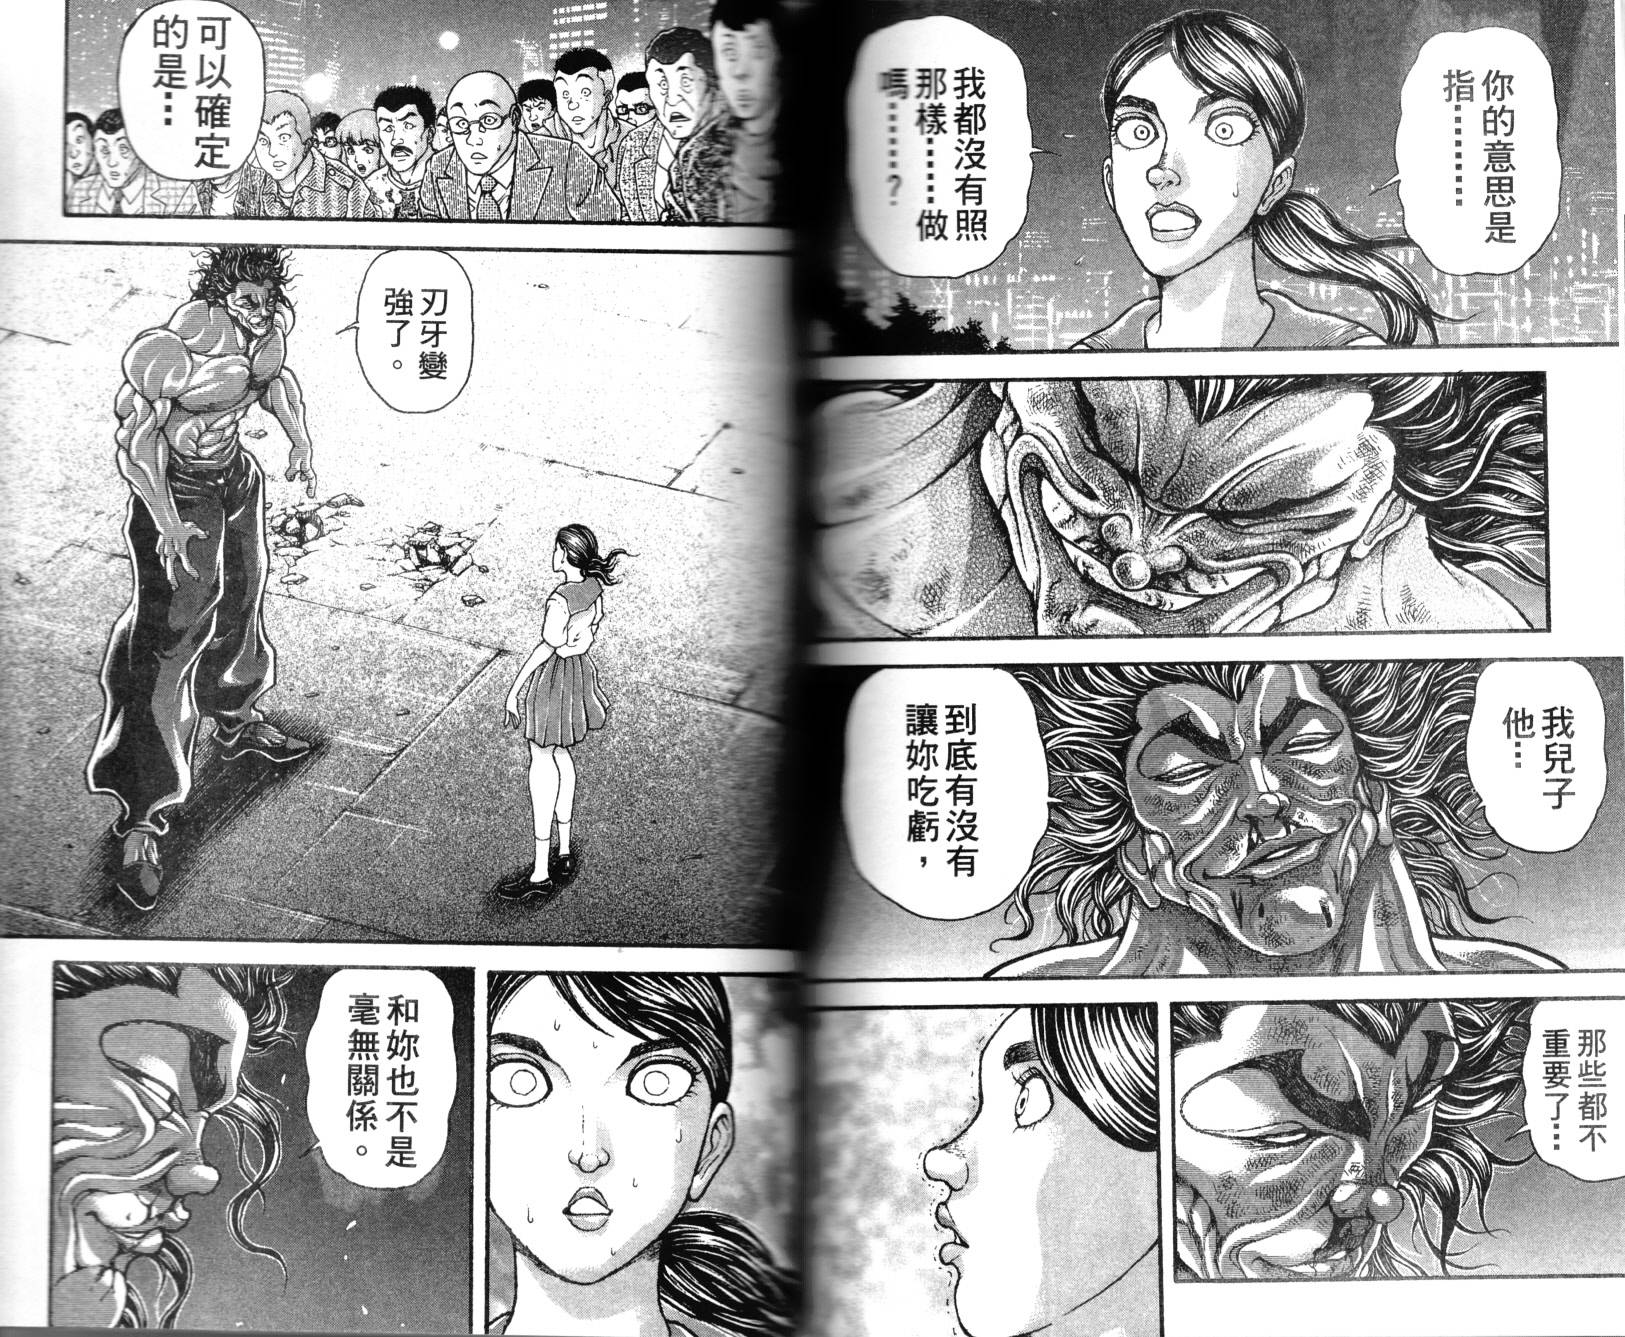 你的意思是
指………
我都沒有照
那樣……做
嗎………?
我兒子
他…
到底有沒有
讓妳吃虧，
那些都不
重要了…
可以確定
的是…
刃牙變
強了。
和妳也不是
毫無關係。